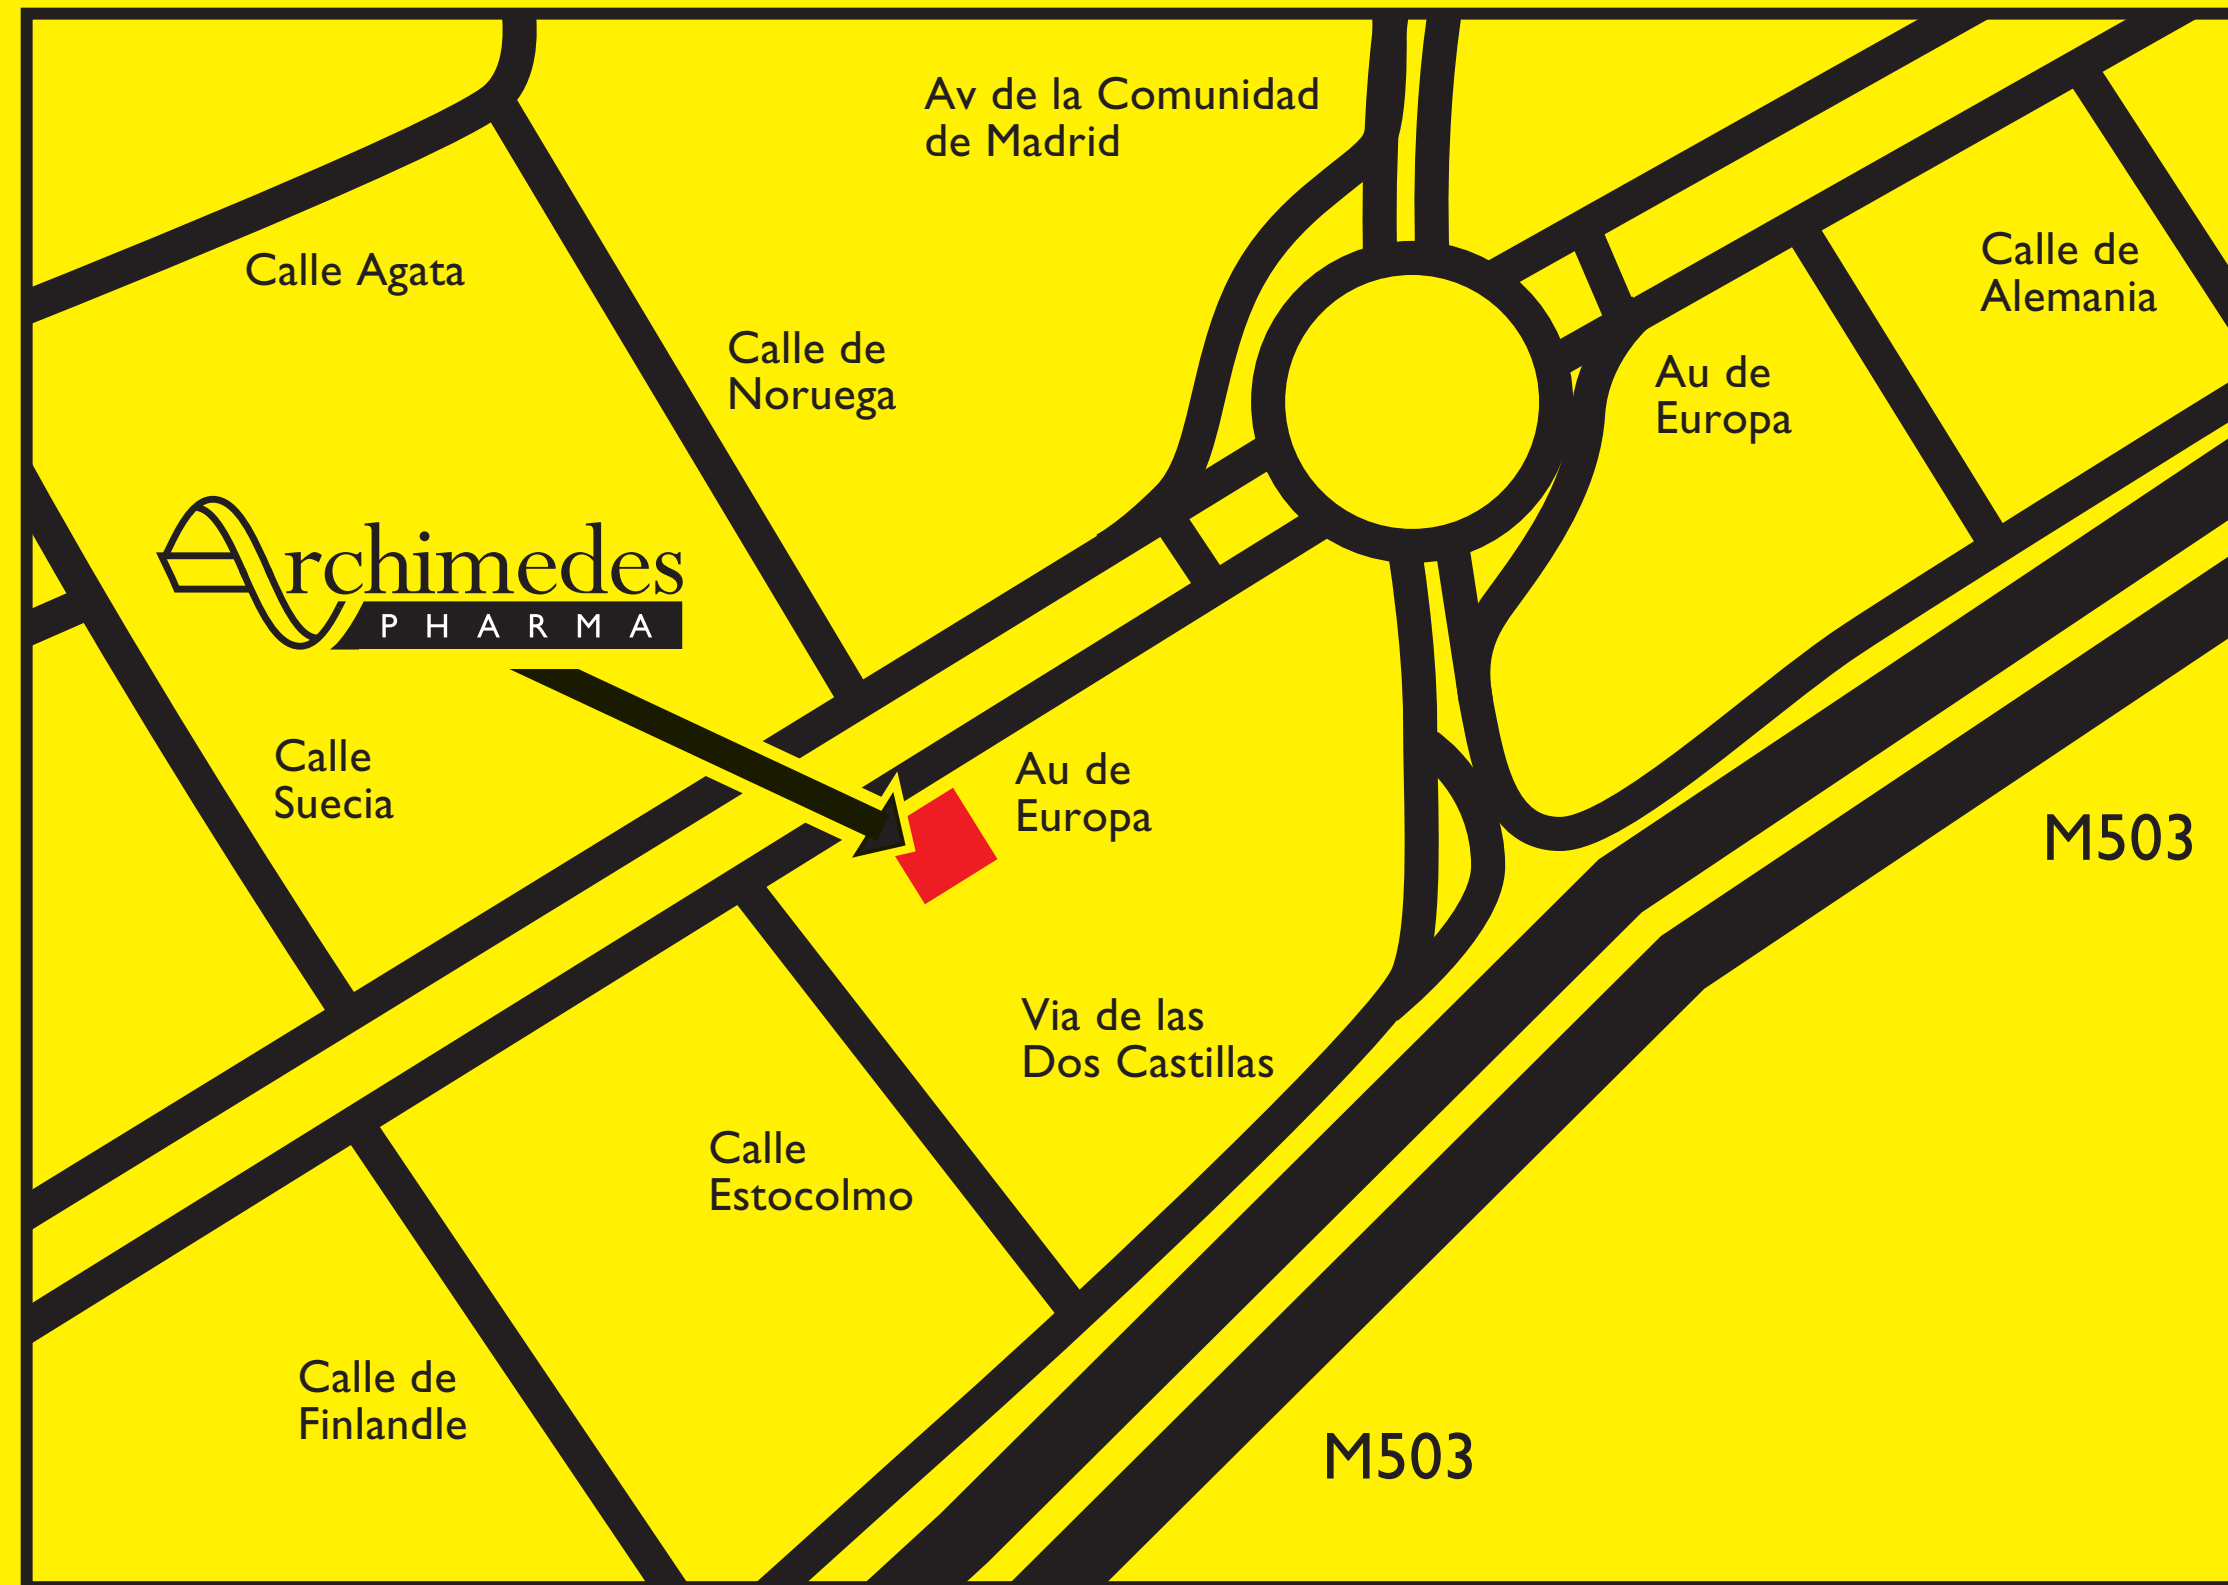 Av de la Comunidad
de Madrid
Calle Agata
Calle de
Alemania
Calle de
Noruega
Au de
Europa
Archimedes
PHARMA
Calle
Suecia
Au de
Europa
M503
Via de las
Dos Castillas
Calle
Estocolmo
Calle de
Finlandle
M503